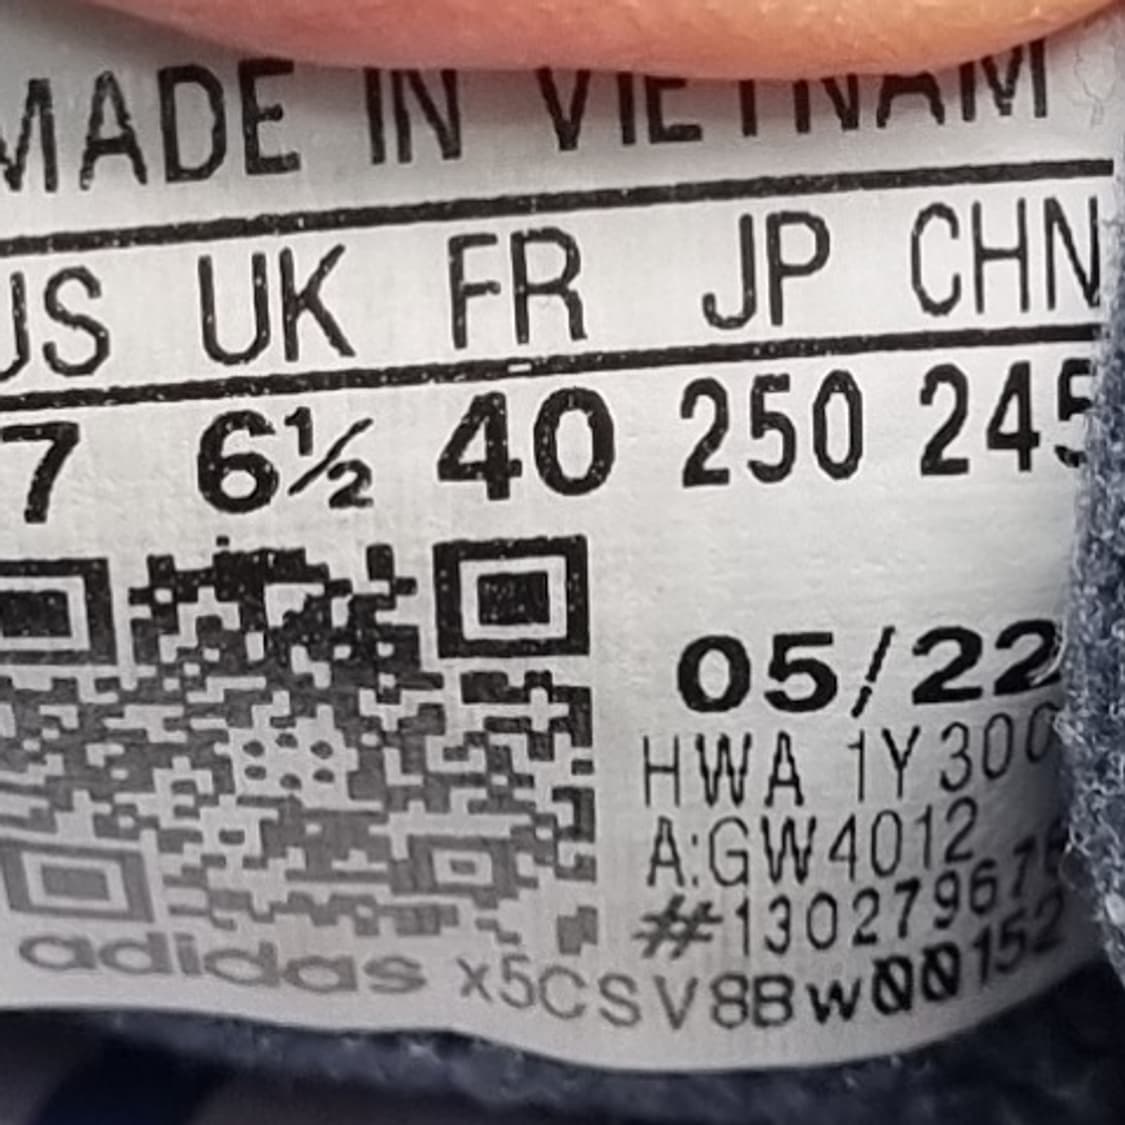 MADE IN VIETNAM
US UK FR JP CHN
7 6½ 40 250 245
05/22
HWA 1Y300
A:GW4012
#13027967
adidas x5CSV8Bw00152